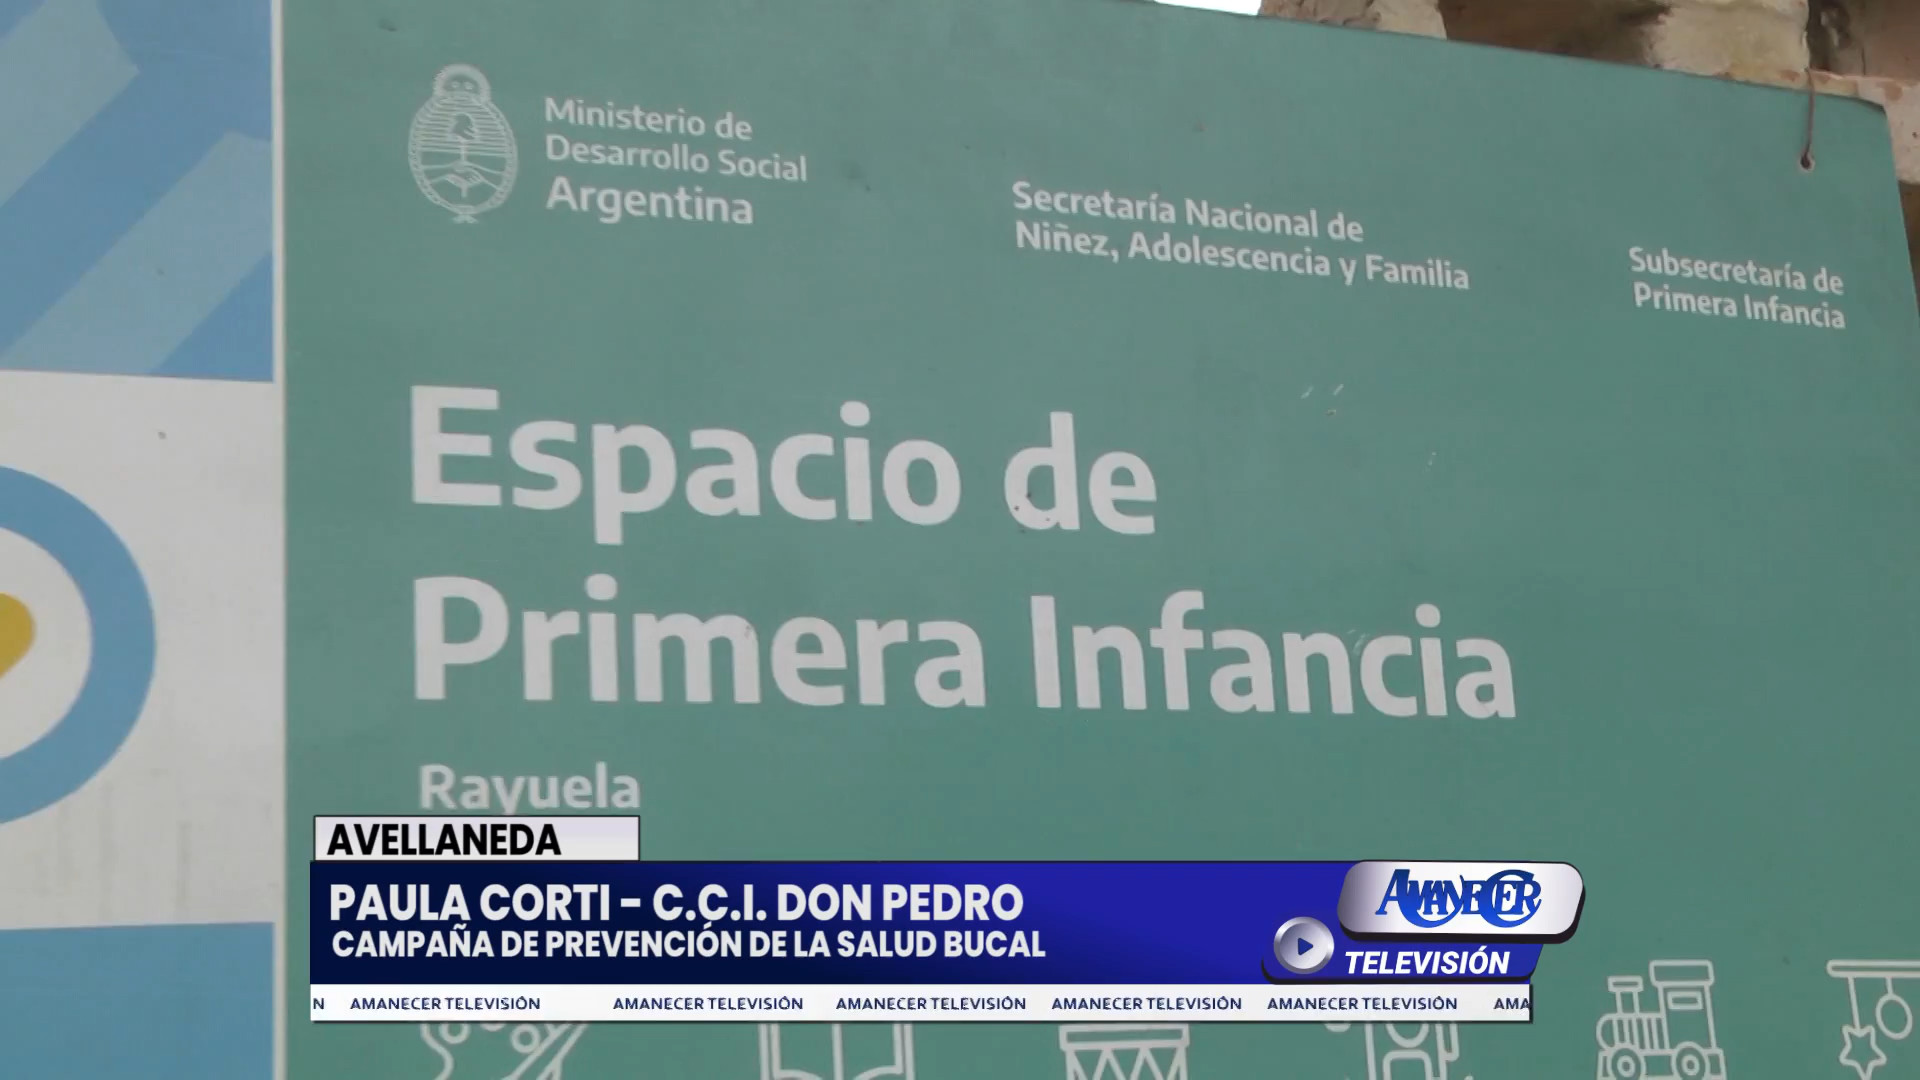 Ministerio de
Desarrollo Social
Argentina
Secretaría Nacional de
Niñez, Adolescencia y Familia
Subsecretaría de
Primera Infancia
Espacio de
Primera Infancia
Rayuela
AVELLANEDA
PAULA CORTI - C.C.I. DON PEDRO
CAMPAÑA DE PREVENCIÓN DE LA SALUD BUCAL
AMANECER
TELEVISIÓN
N AMANECER TELEVISIÓN AMANECER TELEVISIÓN AMANECER TELEVISIÓN AMANECER TELEVISIÓN AMANECER TELEVISIÓN AMA